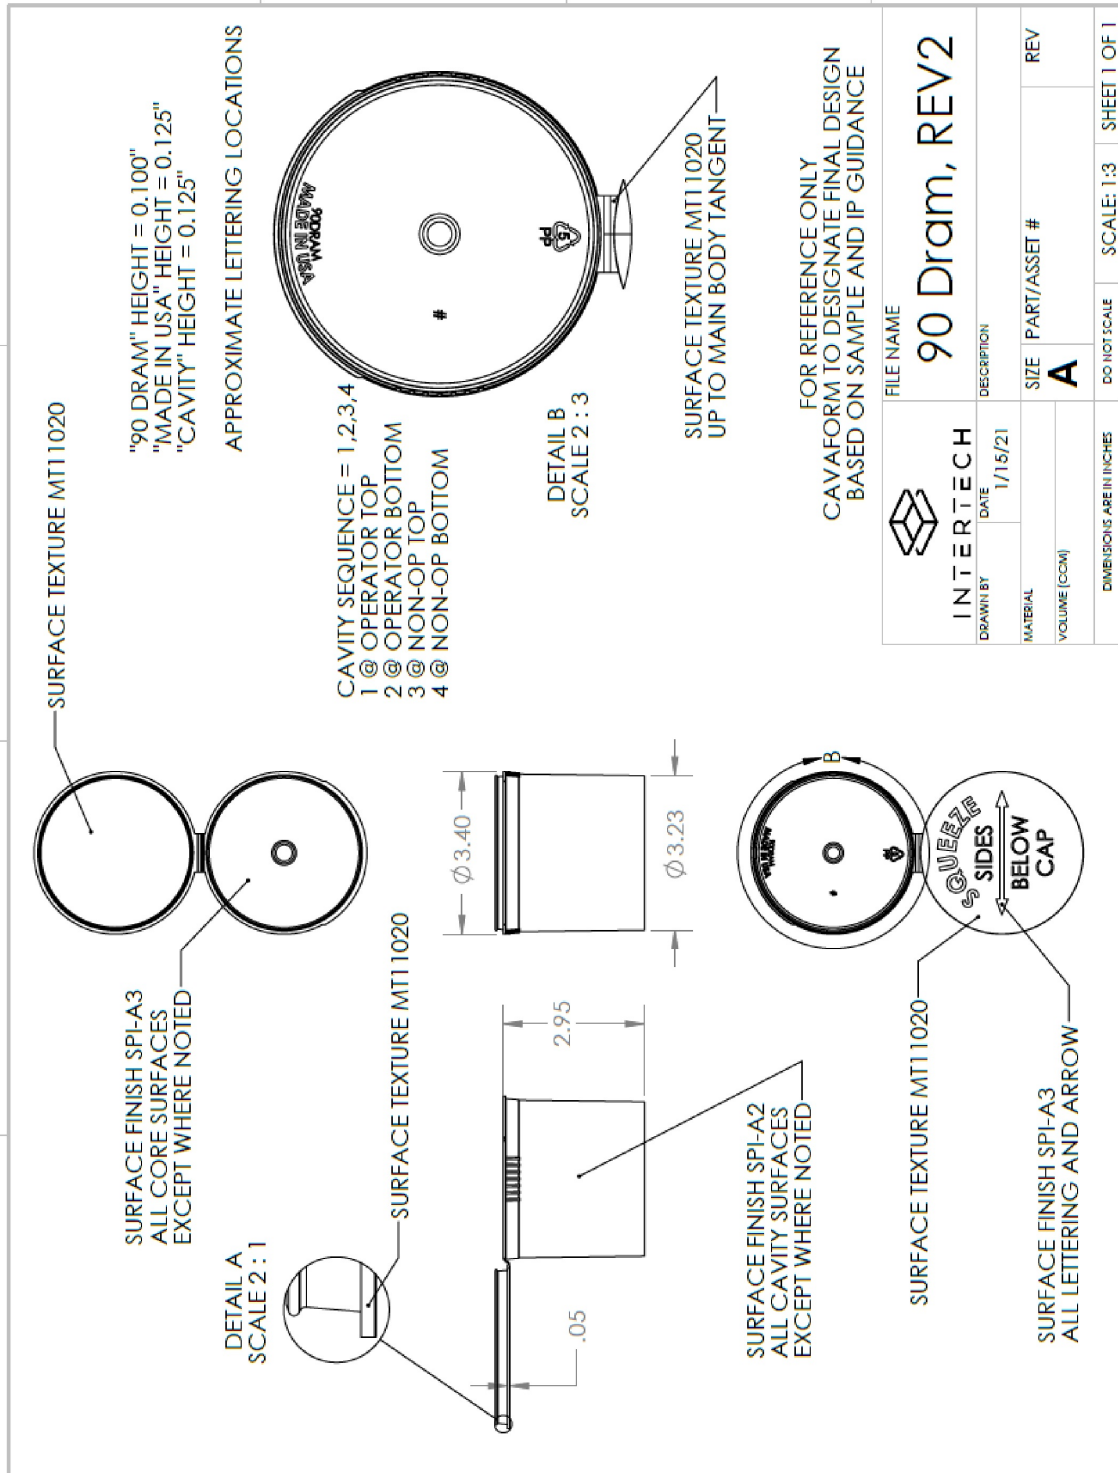 SURFACE TEXTURE MT11020
"90 DRAM" HEIGHT = 0.100"
"MADE IN USA" HEIGHT = 0.125"
"CAVITY" HEIGHT = 0.125"
APPROXIMATE LETTERING LOCATIONS
SURFACE FINISH SPI-A3
ALL CORE SURFACES
EXCEPT WHERE NOTED
DETAIL A
SCALE 2 : 1
SURFACE TEXTURE MT11020
CAVITY SEQUENCE = 1,2,3,4
1 @ OPERATOR TOP
2 @ OPERATOR BOTTOM
3 @ NON-OP TOP
4 @ NON-OP BOTTOM
90DRAM
MADE IN USA
#
5
PP
DETAIL B
SCALE 2 : 3
SURFACE TEXTURE MT11020
UP TO MAIN BODY TANGENT
.05
2.95
Ø3.40
Ø3.23
SURFACE FINISH SPI-A2
ALL CAVITY SURFACES
EXCEPT WHERE NOTED
B
#
SQUEEZE
SIDES
BELOW
CAP
SURFACE TEXTURE MT11020
SURFACE FINISH SPI-A3
ALL LETTERING AND ARROW
FOR REFERENCE ONLY
CAVAFORM TO DESIGNATE FINAL DESIGN
BASED ON SAMPLE AND IP GUIDANCE
INTERTECH
FILE NAME
90 Dram, REV2
DRAWN BY
DATE
1/15/21
DESCRIPTION
MATERIAL
VOLUME (CCM)
SIZE
A
PART/ASSET #
REV
DIMENSIONS ARE IN INCHES
DO NOT SCALE
SCALE: 1:3
SHEET 1 OF 1